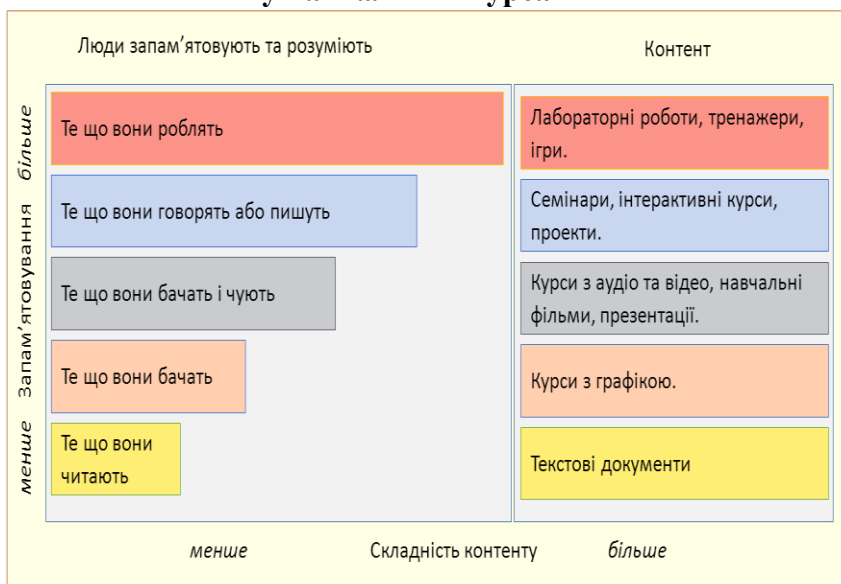 Люди запам’ятовують та розуміють
Контент
більше
Запам’ятовування
менше
Те що вони роблять
Лабораторні роботи, тренажери,
ігри.
Те що вони говорять або пишуть
Семінари, інтерактивні курси,
проекти.
Те що вони бачать і чують
Курси з аудіо та відео, навчальні
фільми, презентації.
Те що вони бачать
Курси з графікою.
Те що вони
читають
Текстові документи
менше
Складність контенту
більше